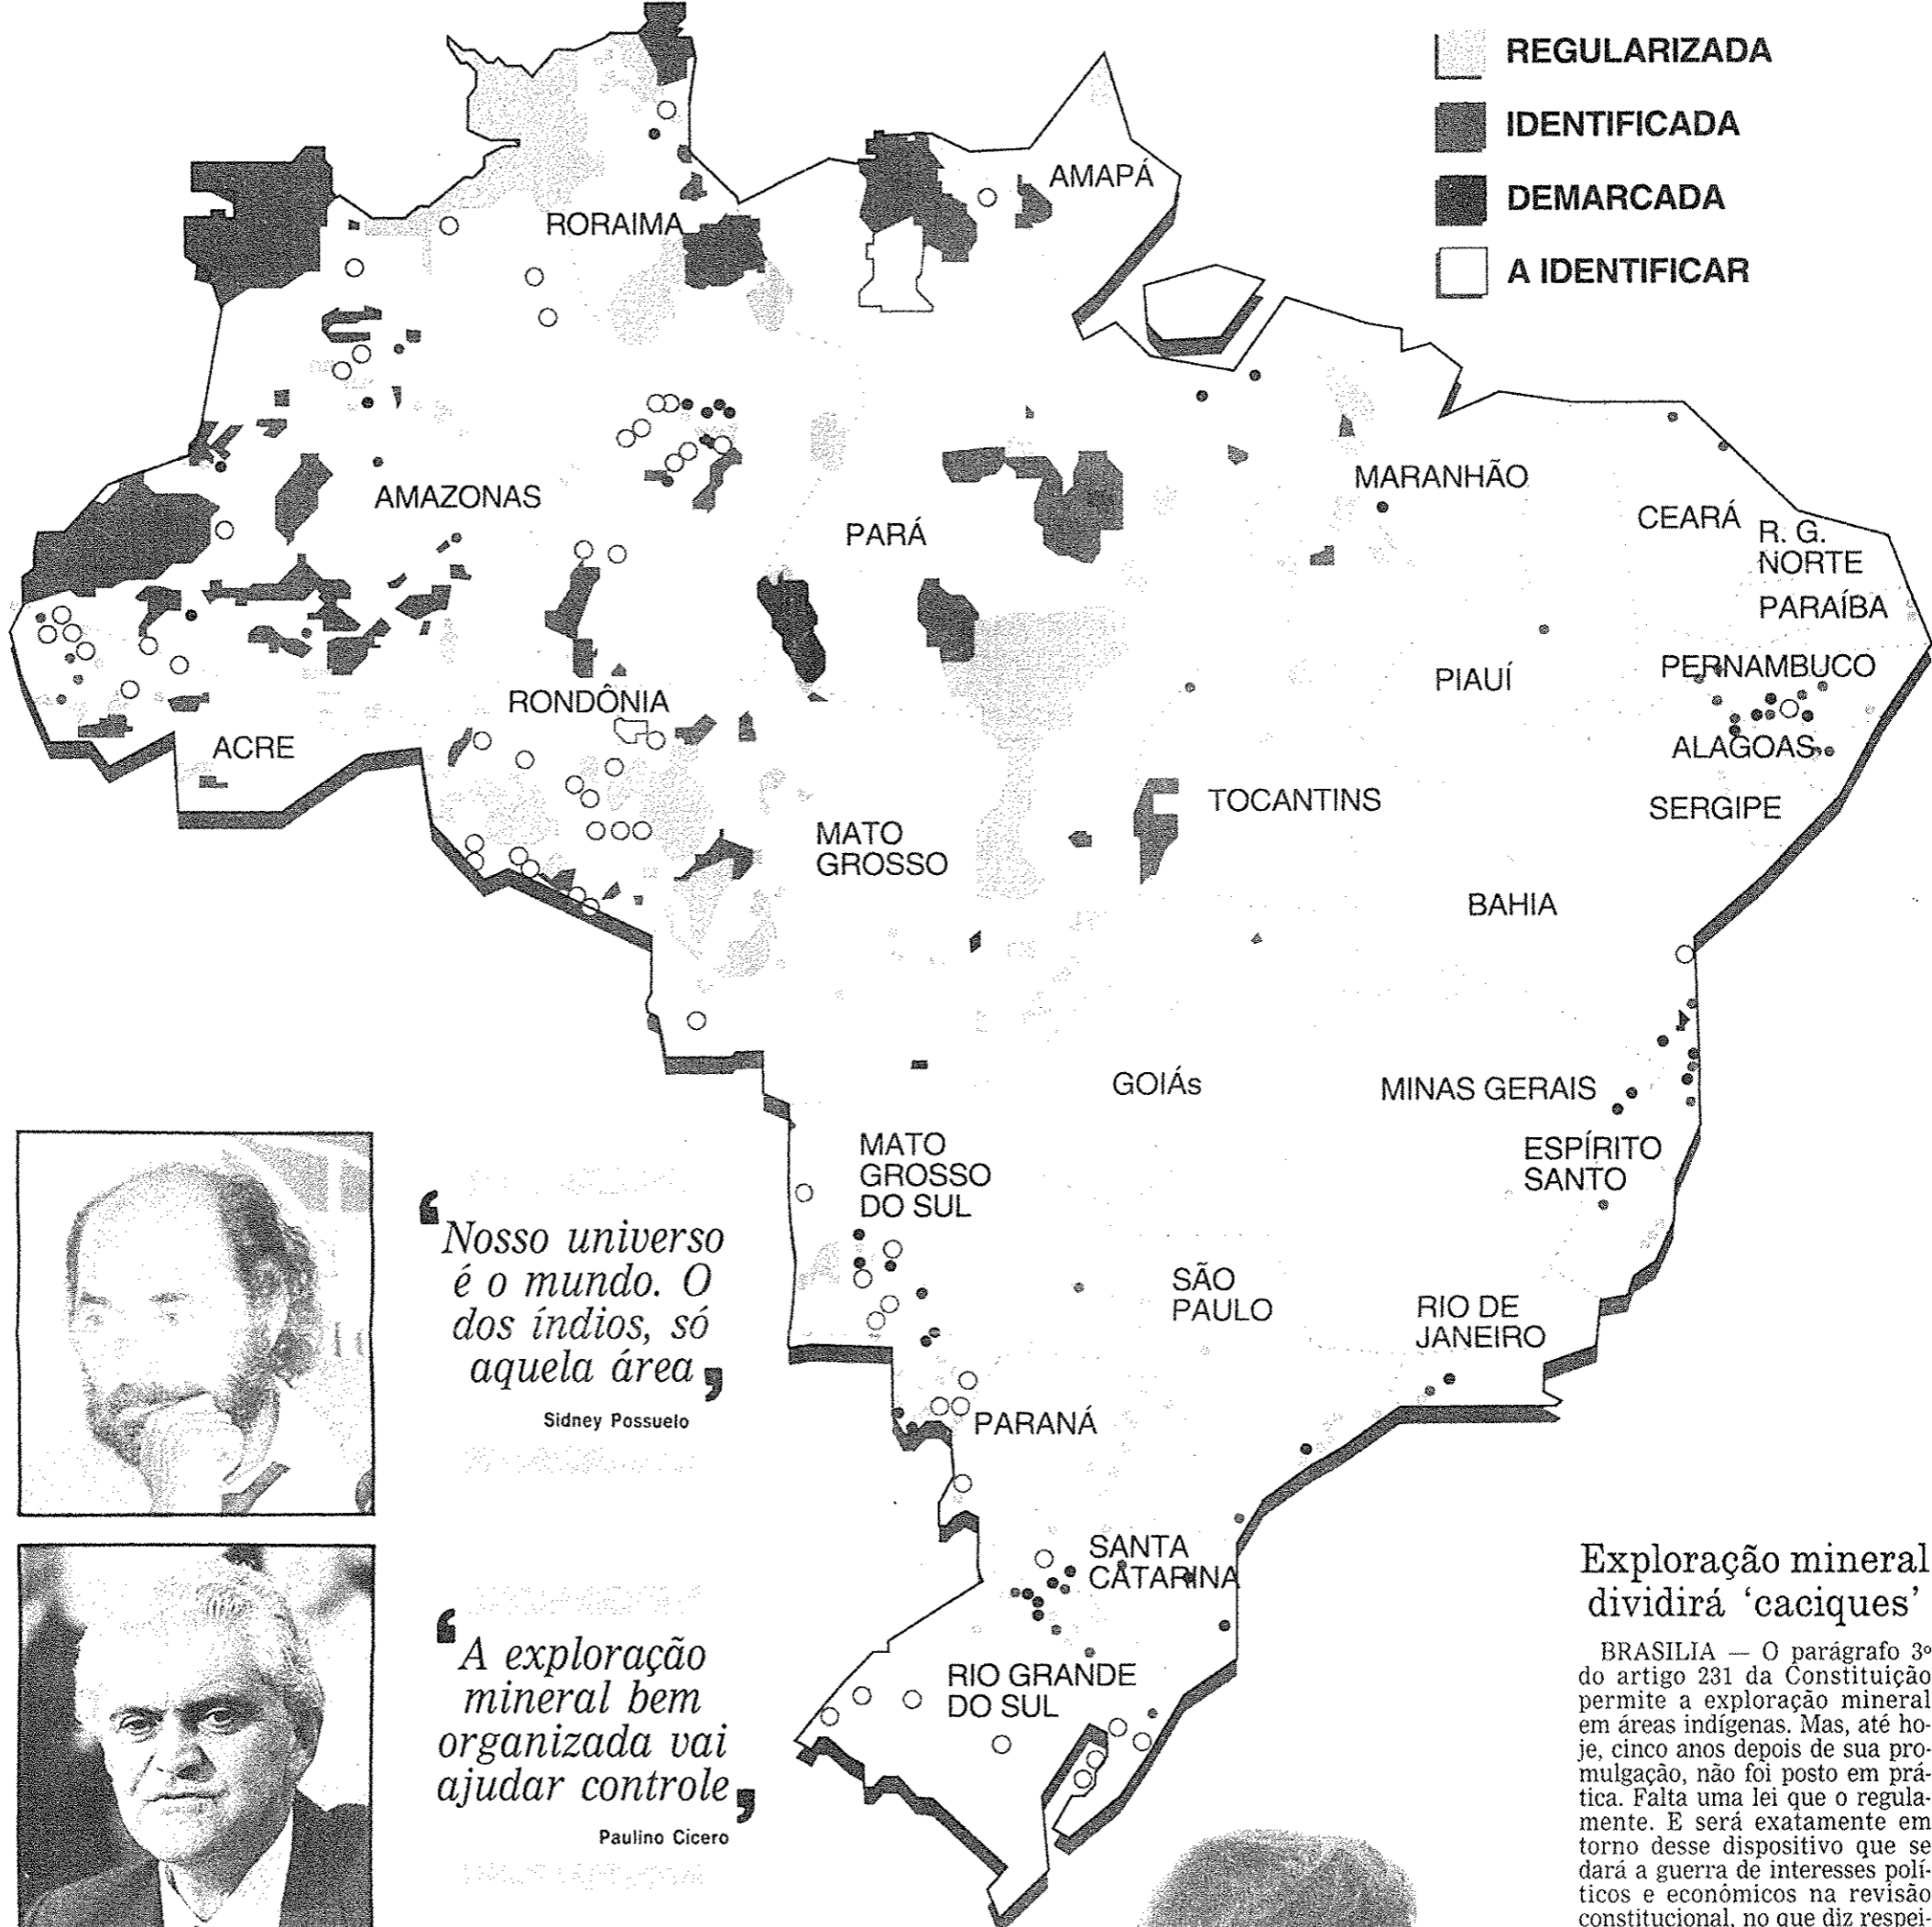 REGULARIZADA
IDENTIFICADA
DEMARCADA
A IDENTIFICAR
AMAPÁ
RORAIMA
AMAZONAS
PARÁ
MARANHÃO
CEARÁ
R. G.
NORTE
PARAÍBA
PERNAMBUCO
PIAUÍ
ALAGOAS
SERGIPE
RONDÔNIA
ACRE
TOCANTINS
MATO
GROSSO
BAHIA
GOIÁs
MINAS GERAIS
ESPÍRITO
SANTO
MATO
GROSSO
DO SUL
SÃO
PAULO
RIO DE
JANEIRO
PARANÁ
SANTA
CATARINA
RIO GRANDE
DO SUL
‘Nosso universo
é o mundo. O
dos índios, só
aquela área’
Sidney Possuelo
‘A exploração
mineral bem
organizada vai
ajudar controle’
Paulino Cicero
Exploração mineral
dividirá ‘caciques’
BRASILIA — O parágrafo 3º
do artigo 231 da Constituição
permite a exploração mineral
em áreas indígenas. Mas, até ho-
je, cinco anos depois de sua pro-
mulgação, não foi posto em prá-
tica. Falta uma lei que o regula-
mente. E será exatamente em
torno desse dispositivo que se
dará a guerra de interesses polí-
ticos e econômicos na revisão
constitucional, no que diz respei-